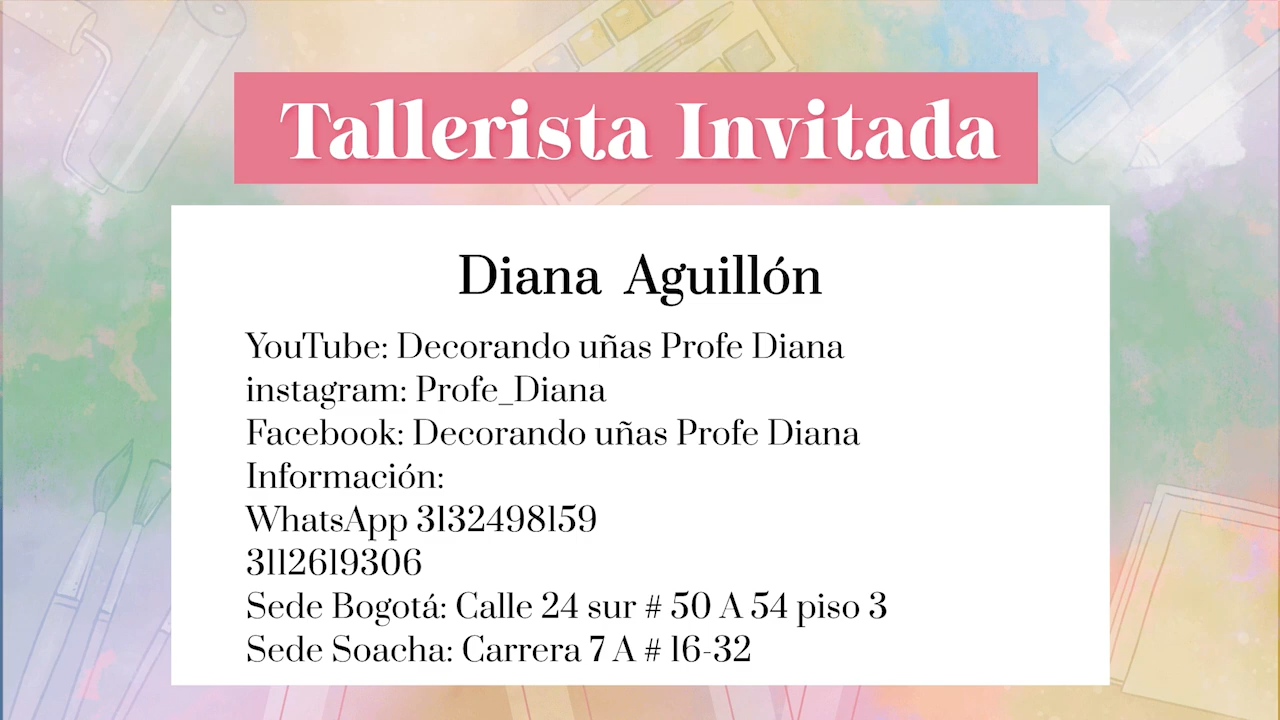 Tallerista Invitada
Diana Aguillón
YouTube: Decorando uñas Profe Diana
instagram: Profe_Diana
Facebook: Decorando uñas Profe Diana
Información:
WhatsApp 3132498159
3112619306
Sede Bogotá: Calle 24 sur # 50 A 54 piso 3
Sede Soacha: Carrera 7 A # 16-32